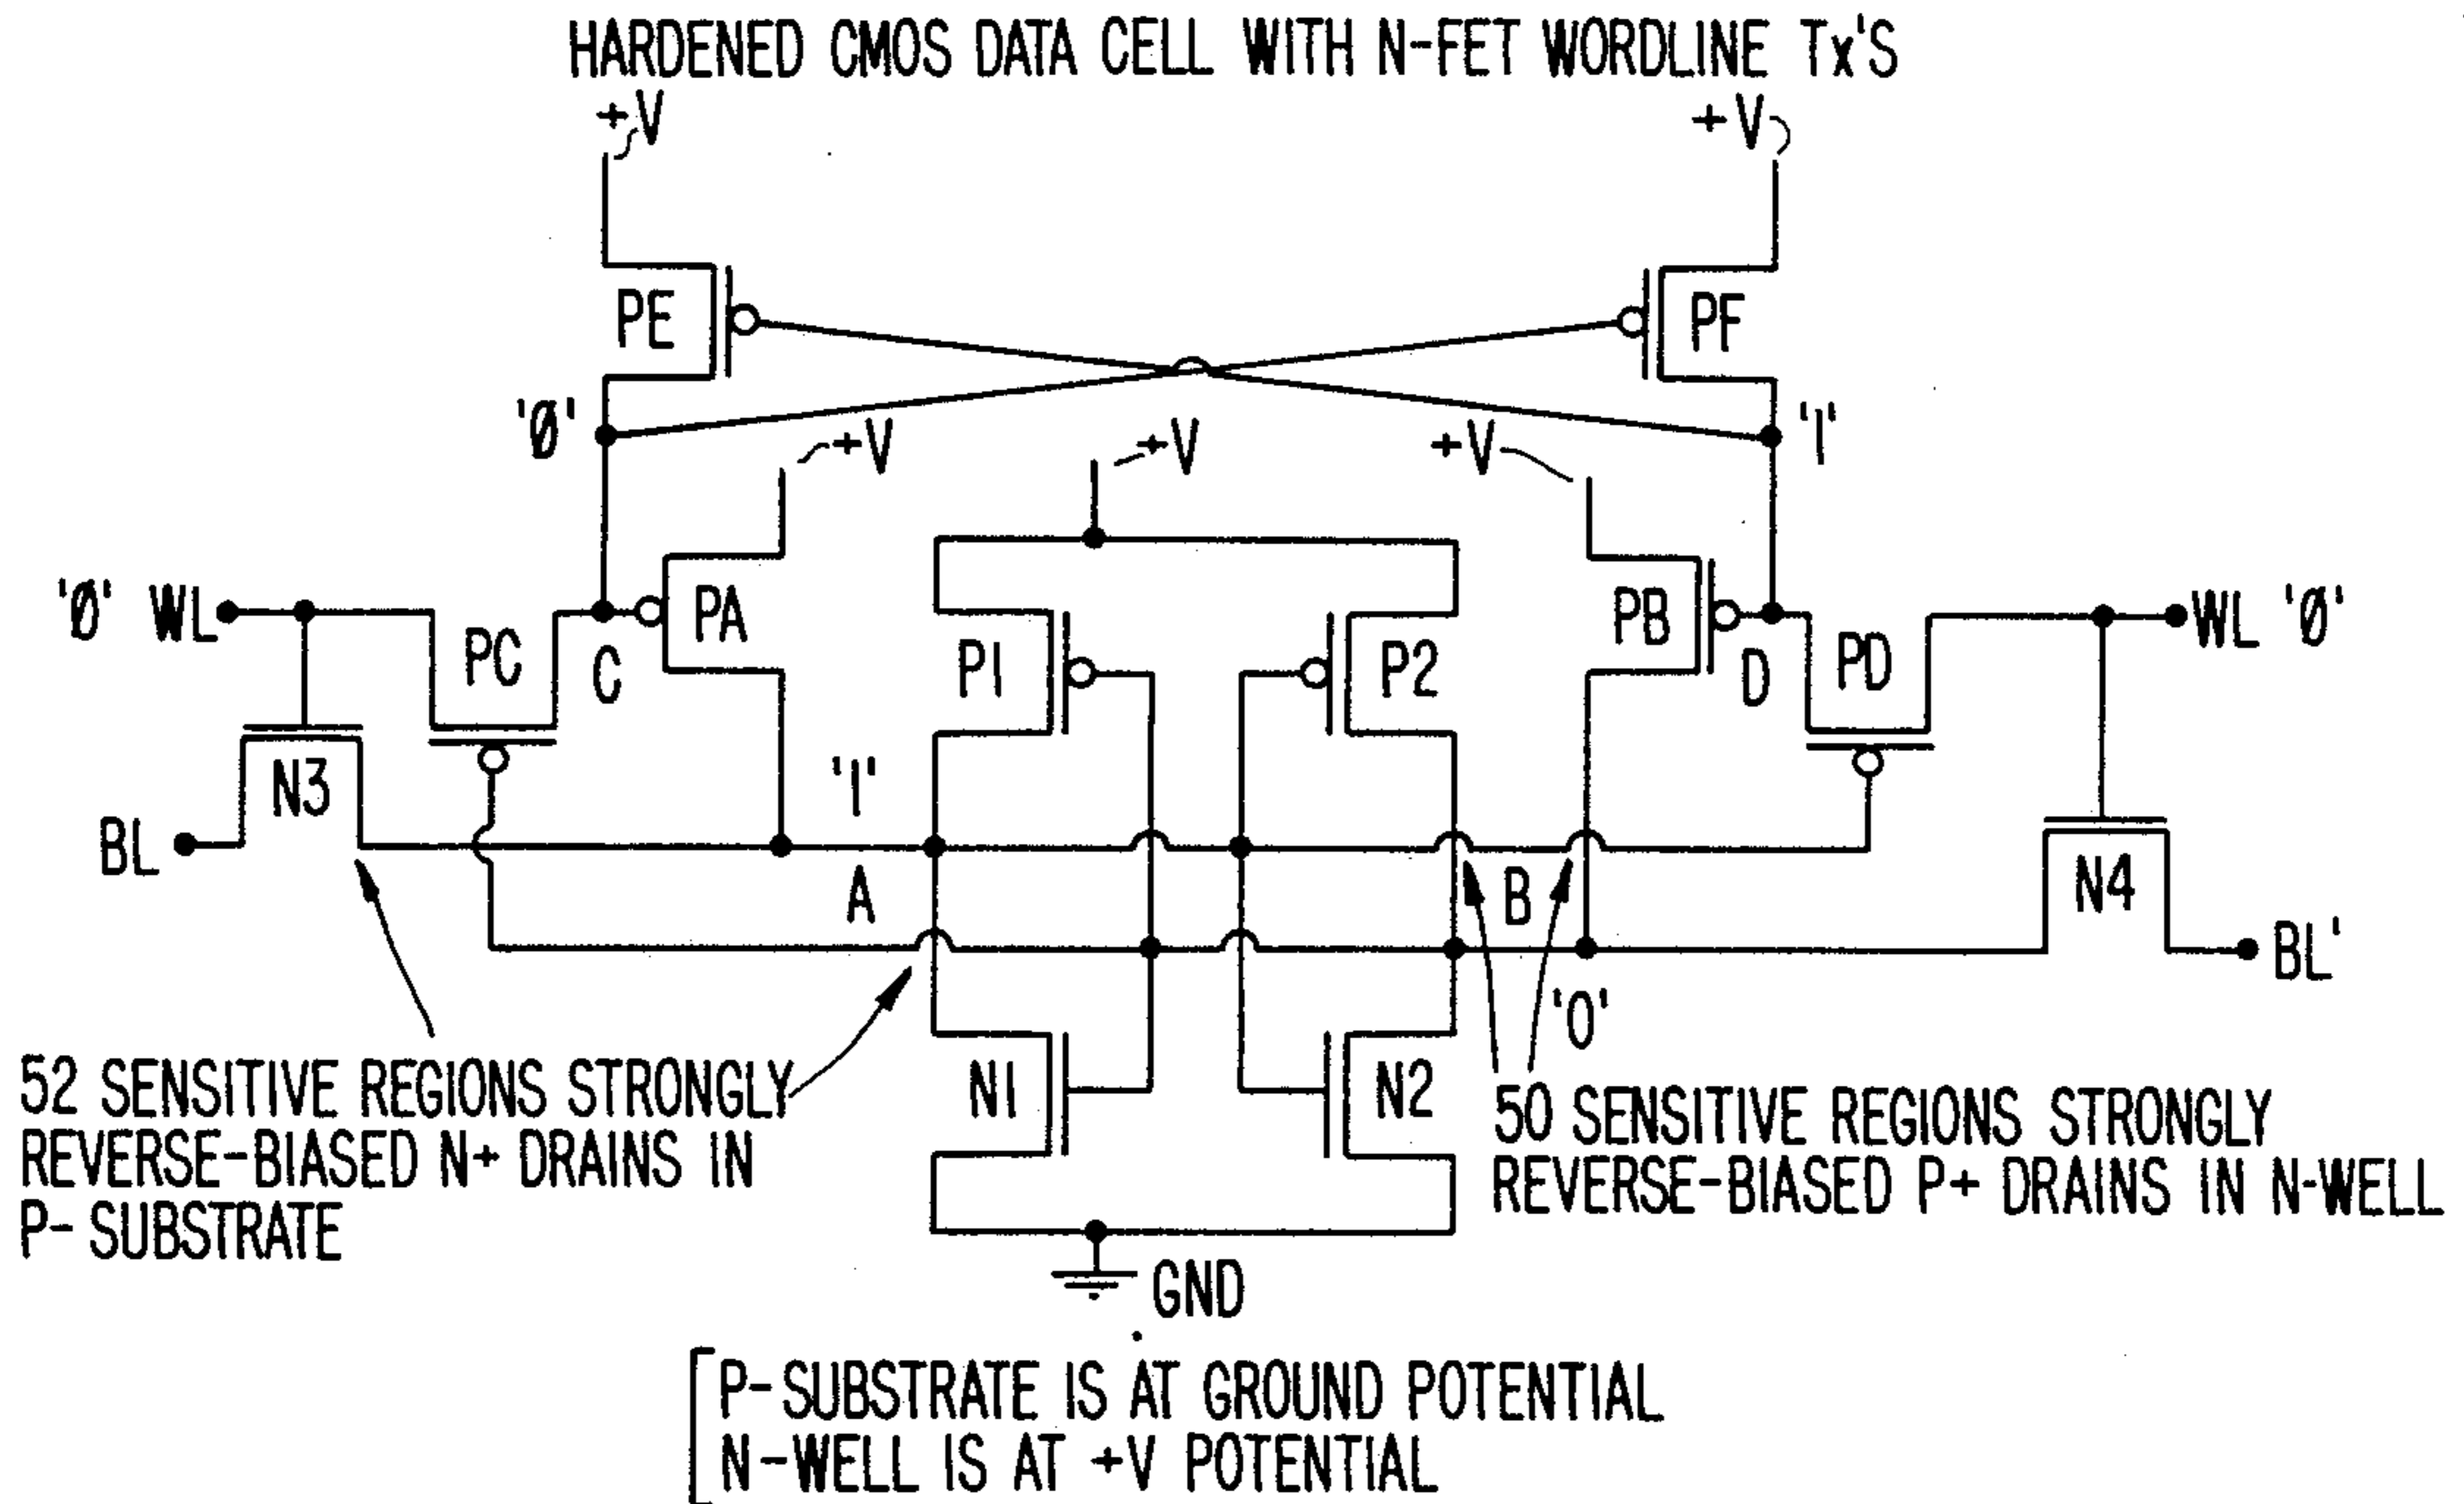 HARDENED CMOS DATA CELL WITH N-FET WORDLINE Tx'S
+V
+V
PE
PF
'Ø'
+V
+V
+V
'1'
'Ø' WL
PC
C
PA
P1
P2
PB
D
PD
WL 'Ø'
N3
'1'
BL
A
B
N4
BL'
'0'
N1
N2
52 SENSITIVE REGIONS STRONGLY
REVERSE-BIASED N+ DRAINS IN
P- SUBSTRATE
50 SENSITIVE REGIONS STRONGLY
REVERSE-BIASED P+ DRAINS IN N-WELL
GND
P- SUBSTRATE IS AT GROUND POTENTIAL
N-WELL IS AT +V POTENTIAL